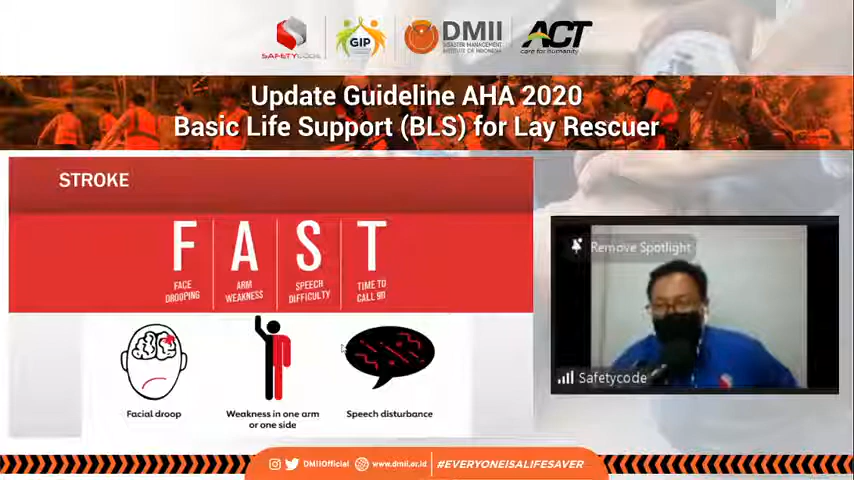 SAFETYCODE
GIP
DMII
DISASTER MANAGEMENT
INSTITUTE OF INDONESIA
ACT
care for humanity
Update Guideline AHA 2020
Basic Life Support (BLS) for Lay Rescuer
STROKE
F A S T
FACE
DROOPING
ARM
WEAKNESS
SPEECH
DIFFICULTY
TIME TO
CALL 911
Remove Spotlight
Safetycode
Facial droop
Weakness in one arm
or one side
Speech disturbance
DMIIOfficial
www.dmii.or.id
#EVERYONEISALIFESAVER